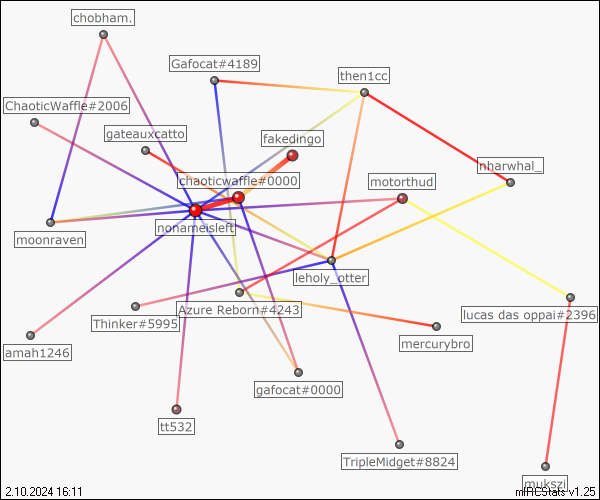 chobham.
Gafocat#4189
then1cc
ChaoticWaffle#2006
gateauxcatto
fakedingo
nharwhal_
chaoticwaffle#0000
motorthud
nonameisleft
moonraven
leholy_otter
Azure Reborn#4243
lucas das oppai#2396
Thinker#5995
mercurybro
amah1246
gafocat#0000
tt532
TripleMidget#8824
mukszi
2.10.2024 16:11
mIRCStats v1.25